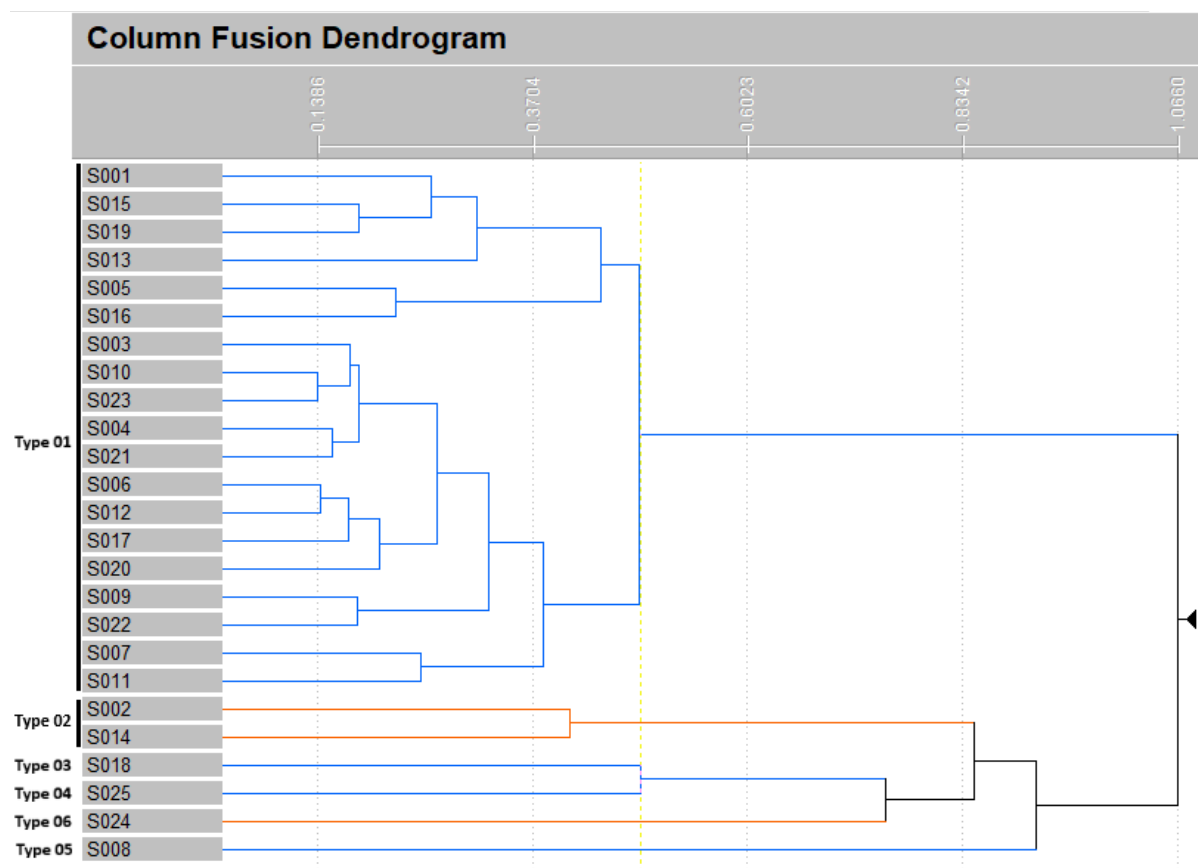 Column Fusion Dendrogram
0.1386 0.3704 0.6023 0.8342 1.0660
S001
S015
S019
S013
S005
S016
S003
S010
S023
S004
Type 01 S021
S006
S012
S017
S020
S009
S022
S007
S011
S002
Type 02
S014
Type 03 S018
Type 04 S025
Type 06 S024
Type 05 S008